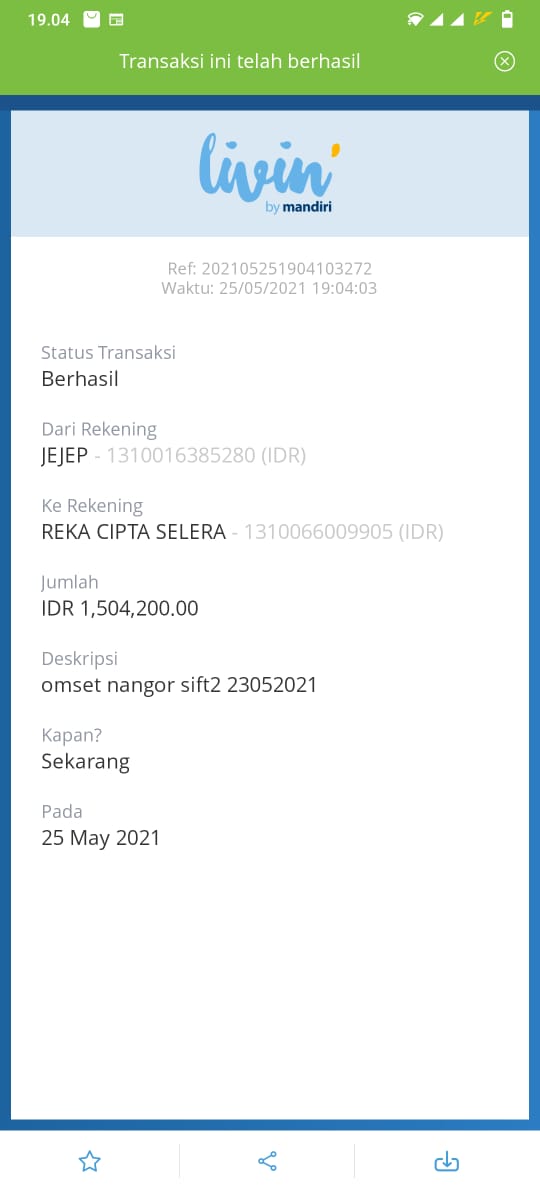 19.04
Transaksi ini telah berhasil
livin'
by mandiri
Ref: 202105251904103272
Waktu: 25/05/2021 19:04:03
Status Transaksi
Berhasil
Dari Rekening
JEJEP - 1310016385280 (IDR)
Ke Rekening
REKA CIPTA SELERA - 1310066009905 (IDR)
Jumlah
IDR 1,504,200.00
Deskripsi
omset nangor sift2 23052021
Kapan?
Sekarang
Pada
25 May 2021